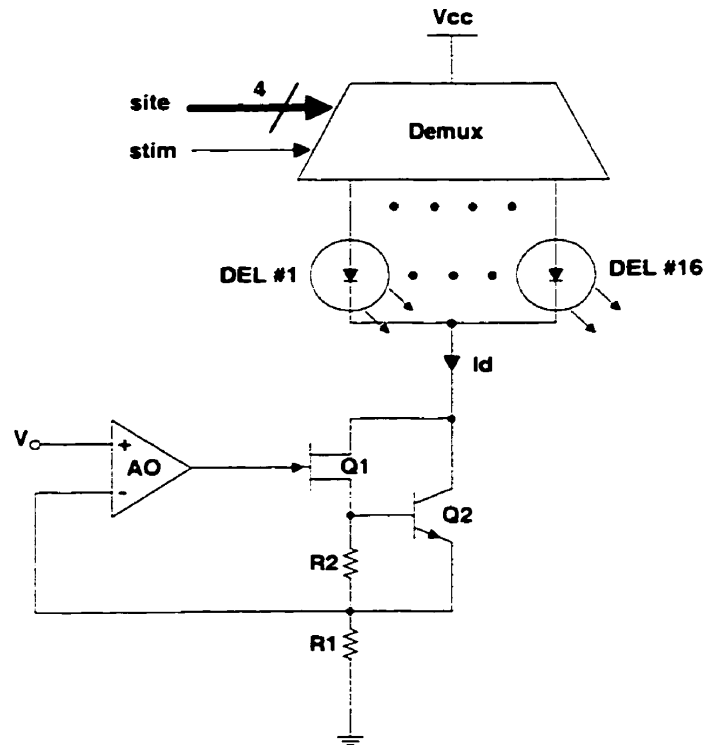 Vcc
4
site
Demux
stim
DEL #1
DEL #16
Id
V
+
AO
-
Q1
Q2
R2
R1